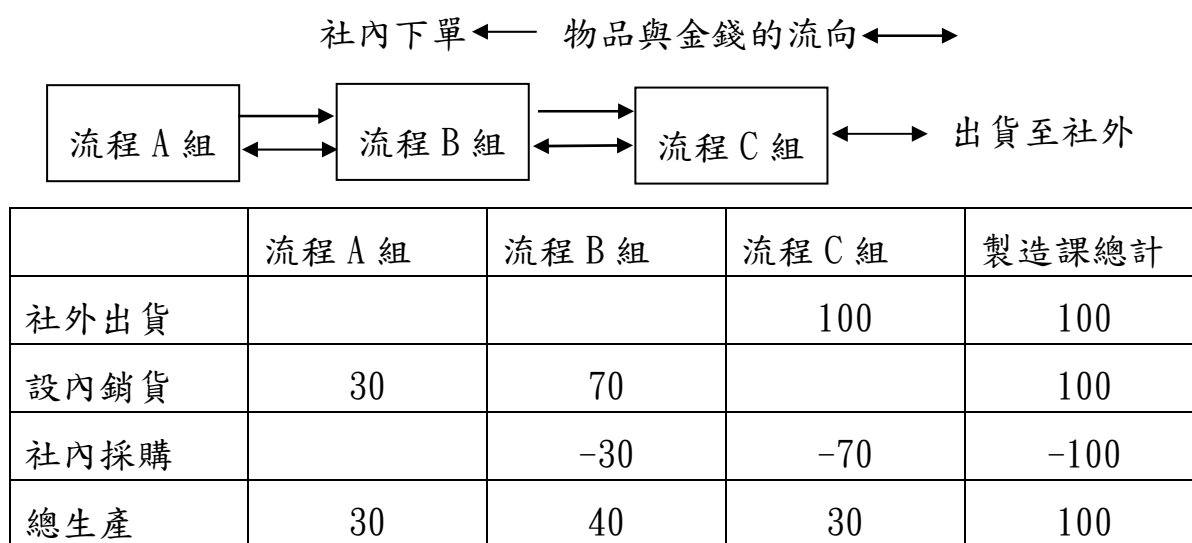 社內下單 物品與金錢的流向
流程 A 組 流程 B 組 流程 C 組 出貨至社外
流程 A 組 流程 B 組 流程 C 組 製造課總計
社外出貨 100 100
設內銷貨 30 70 100
社內採購 -30 -70 -100
總生產 30 40 30 100